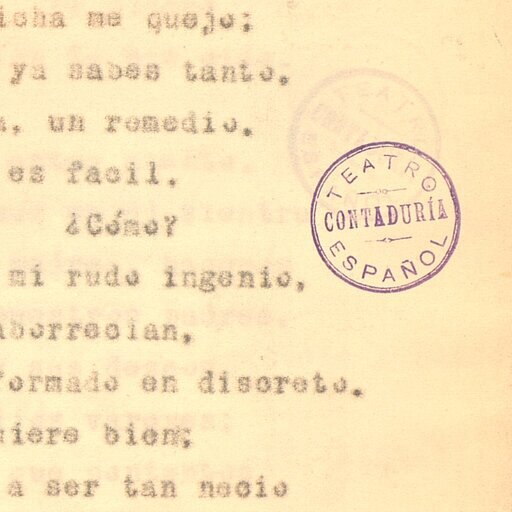 icha me quejo;
ya sabes tanto,
a, un remedio.
es facil.
¿Cómo?
mi rudo ingenio,
aborrecian,
formado en discreto.
uiere bien;
a ser tan necio
TEATRO
CONTADURÍA
ESPAÑOL